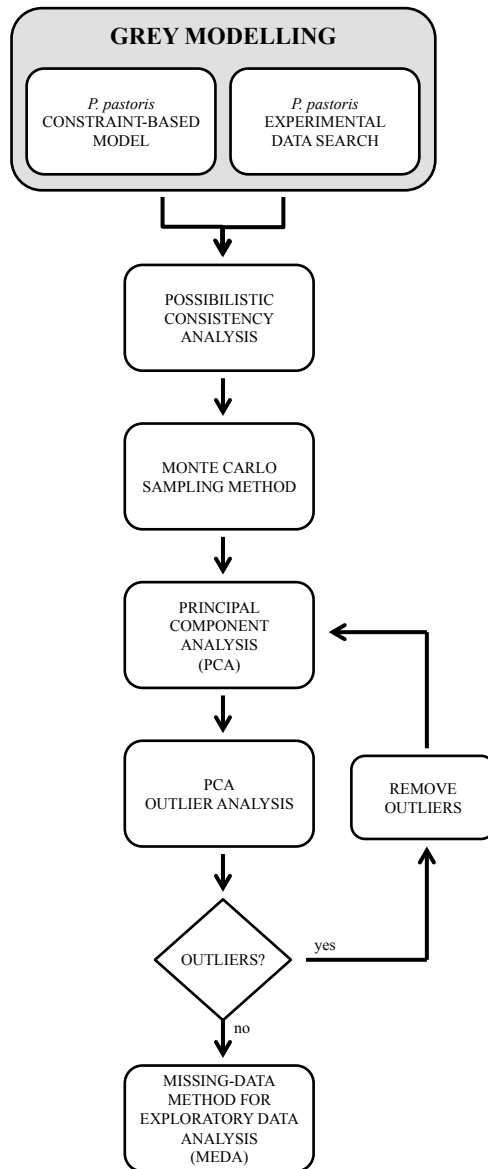 GREY MODELLING
P. pastoris
CONSTRAINT-BASED
MODEL
P. pastoris
EXPERIMENTAL
DATA SEARCH
POSSIBILISTIC
CONSISTENCY
ANALYSIS
MONTE CARLO
SAMPLING METHOD
PRINCIPAL
COMPONENT
ANALYSIS
(PCA)
PCA
OUTLIER ANALYSIS
REMOVE
OUTLIERS
OUTLIERS?
yes
no
MISSING-DATA
METHOD FOR
EXPLORATORY DATA
ANALYSIS
(MEDA)